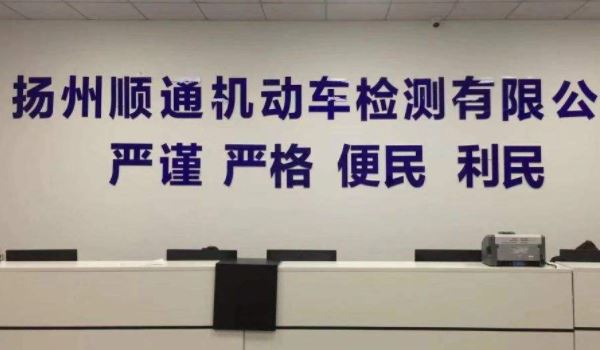 扬州顺通机动车检测有限公
严谨 严格 便民 利民